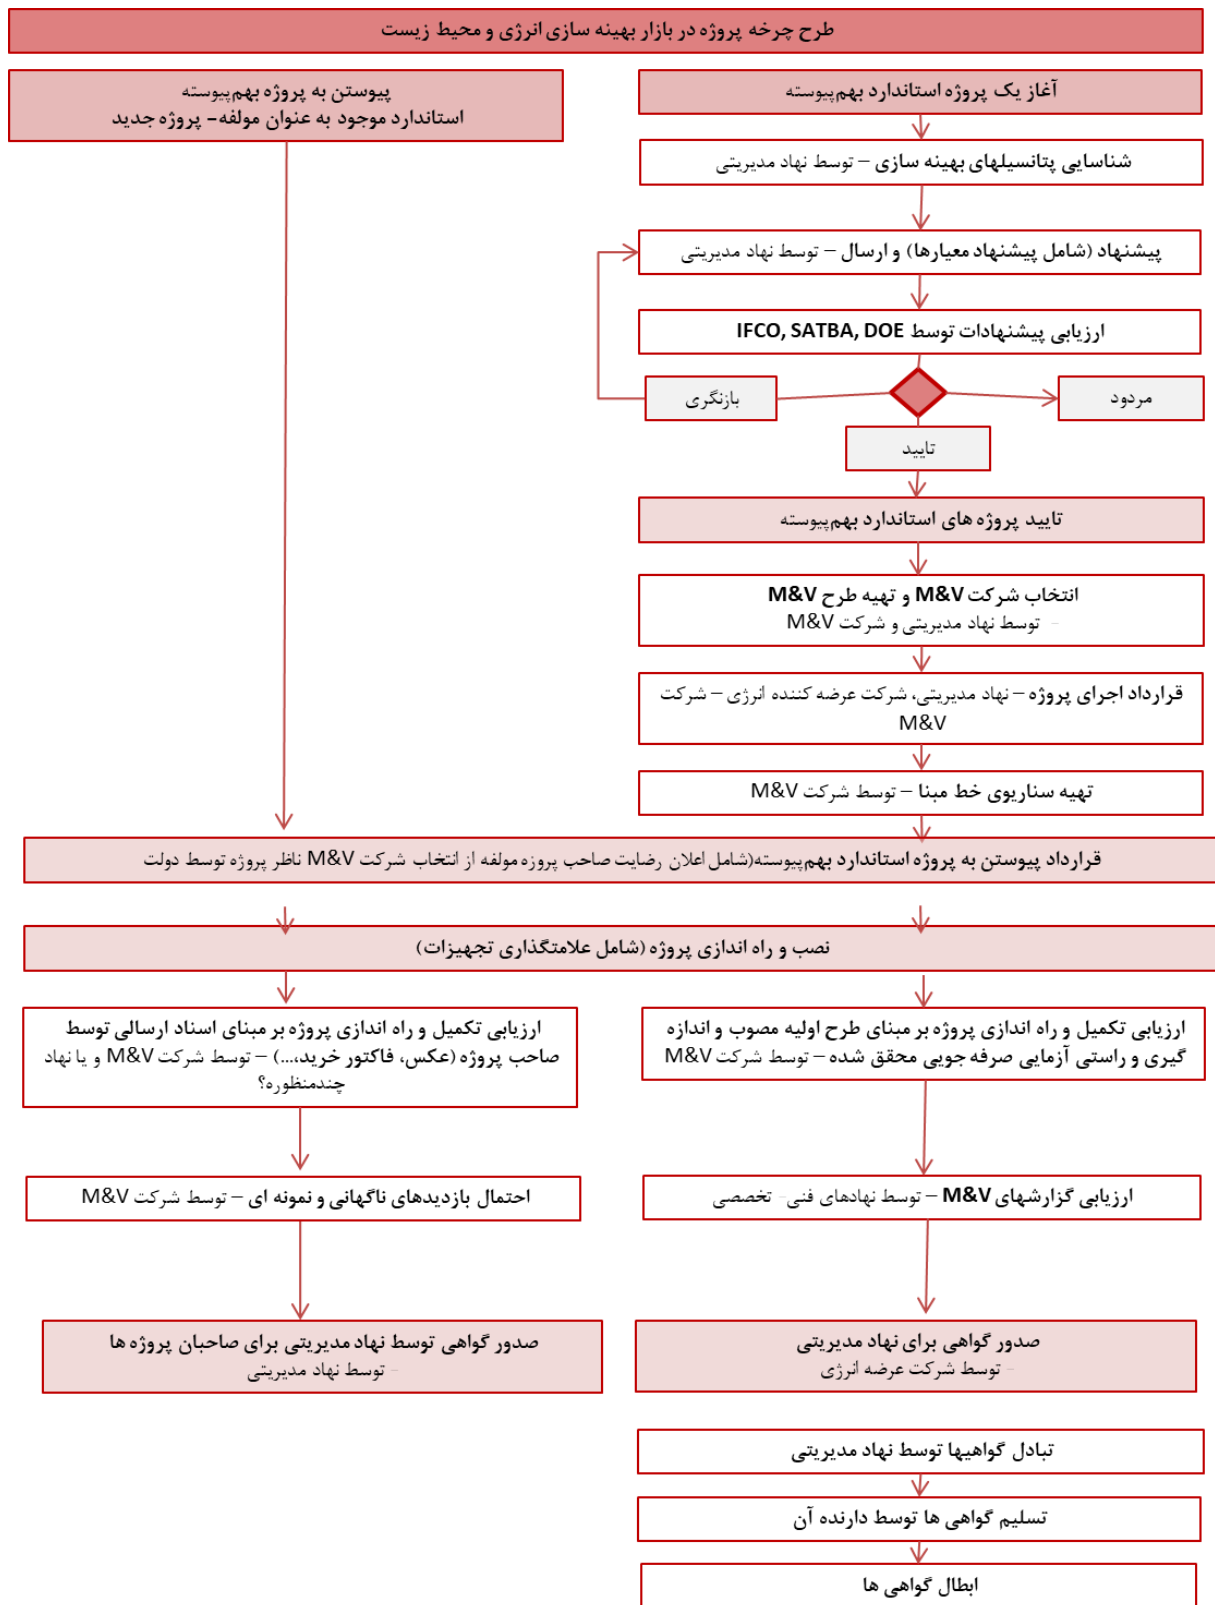 طرح چرخه پروژه در بازار بهینه سازی انرژی و محیط زیست
آغاز یک پروژه استاندارد بهم‌پیوسته
پیوستن به پروژه بهم‌پیوسته
استاندارد موجود به عنوان مولفه- پروژه جدید
شناسایی پتانسیلهای بهینه سازی – توسط نهاد مدیریتی
پیشنهاد (شامل پیشنهاد معیارها) و ارسال – توسط نهاد مدیریتی
ارزیابی پیشنهادات توسط IFCO, SATBA, DOE
مردود
بازنگری
تایید
تایید پروژه های استاندارد بهم‌پیوسته
انتخاب شرکت M&V و تهیه طرح M&V
- توسط نهاد مدیریتی و شرکت M&V
قرارداد اجرای پروژه – نهاد مدیریتی، شرکت عرضه کننده انرژی – شرکت
M&V
تهیه سناریوی خط مبنا – توسط شرکت M&V
قرارداد پیوستن به پروژه استاندارد بهم‌پیوسته(شامل اعلان رضایت صاحب پروزه مولفه از انتخاب شرکت M&V ناظر پروژه توسط دولت
نصب و راه اندازی پروژه (شامل علامتگذاری تجهیزات)
ارزیابی تکمیل و راه اندازی پروژه بر مبنای طرح اولیه مصوب و اندازه
گیری و راستی آزمایی صرفه جویی محقق شده – توسط شرکت M&V
ارزیابی تکمیل و راه اندازی پروژه بر مبنای اسناد ارسالی توسط
صاحب پروژه (عکس، فاکتور خرید،...) – توسط شرکت M&V و یا نهاد
چندمنظوره؟
ارزیابی گزارشهای M&V – توسط نهادهای فنی- تخصصی
احتمال بازدیدهای ناگهانی و نمونه ای – توسط شرکت M&V
صدور گواهی برای نهاد مدیریتی
- توسط شرکت عرضه انرژی
صدور گواهی توسط نهاد مدیریتی برای صاحبان پروژه ها
- توسط نهاد مدیریتی
تبادل گواهیها توسط نهاد مدیریتی
تسلیم گواهی ها توسط دارنده آن
ابطال گواهی ها